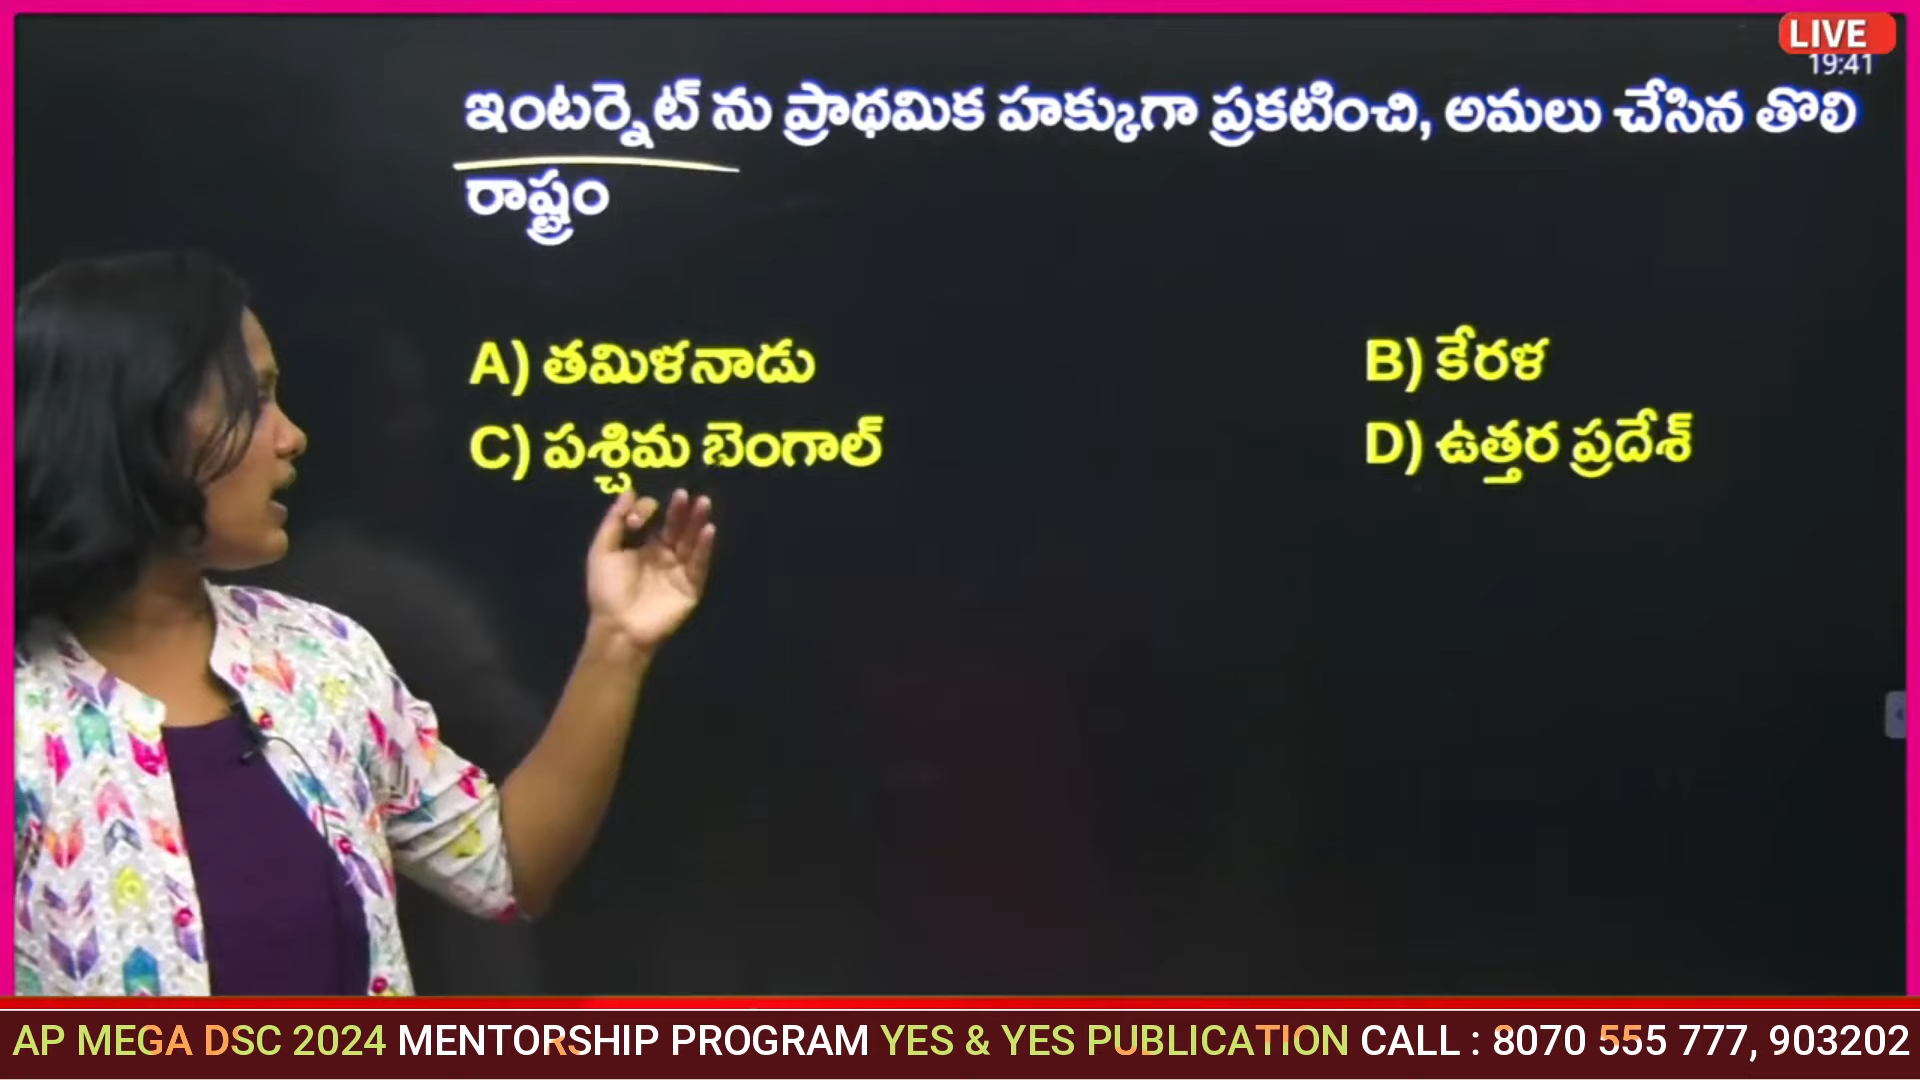 LIVE
19:41
ఇంటర్నెట్ ను ప్రాథమిక హక్కుగా ప్రకటించి, అమలు చేసిన తొలి
రాష్ట్రం
A) తమిళనాడు
B) కేరళ
C) పశ్చిమ బెంగాల్
D) ఉత్తర ప్రదేశ్
AP MEGA DSC 2024 MENTORSHIP PROGRAM YES & YES PUBLICATION CALL : 8070 555 777, 903202